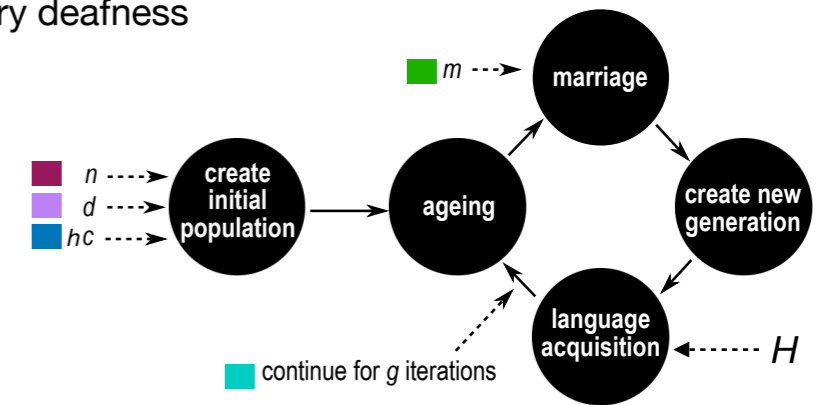 ry deafness
m
marriage
n
d
hc
create
initial
population
ageing
create new
generation
language
acquisition
H
continue for g iterations